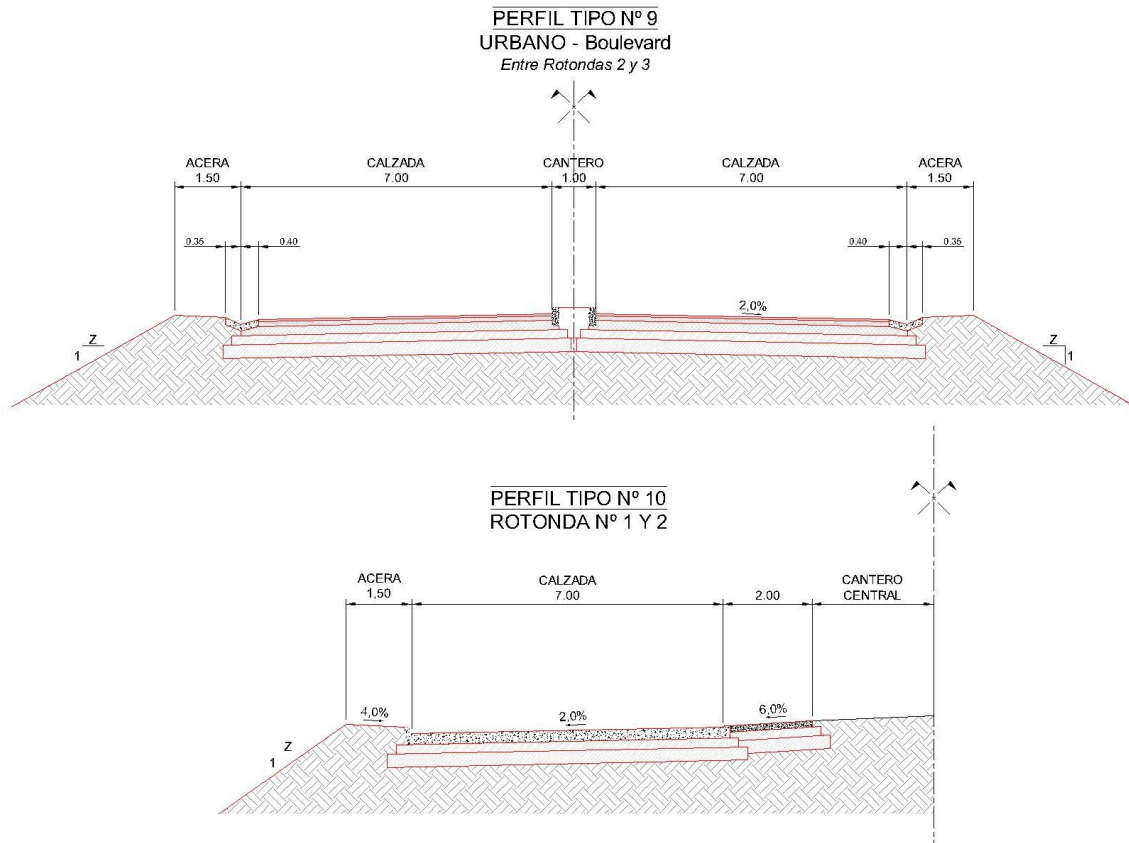 PERFIL TIPO Nº 9
URBANO - Boulevard
Entre Rotondas 2 y 3
ACERA CALZADA CANTERO CALZADA ACERA
1.50 7.00 1.00 7.00 1.50
0.35 0.40 0.40 0.35
2,0%
Z Z
1 1
PERFIL TIPO Nº 10
ROTONDA Nº 1 Y 2
ACERA CALZADA CANTERO
1,50 7.00 2.00 CENTRAL
4,0% 2,0% 6,0%
Z
1